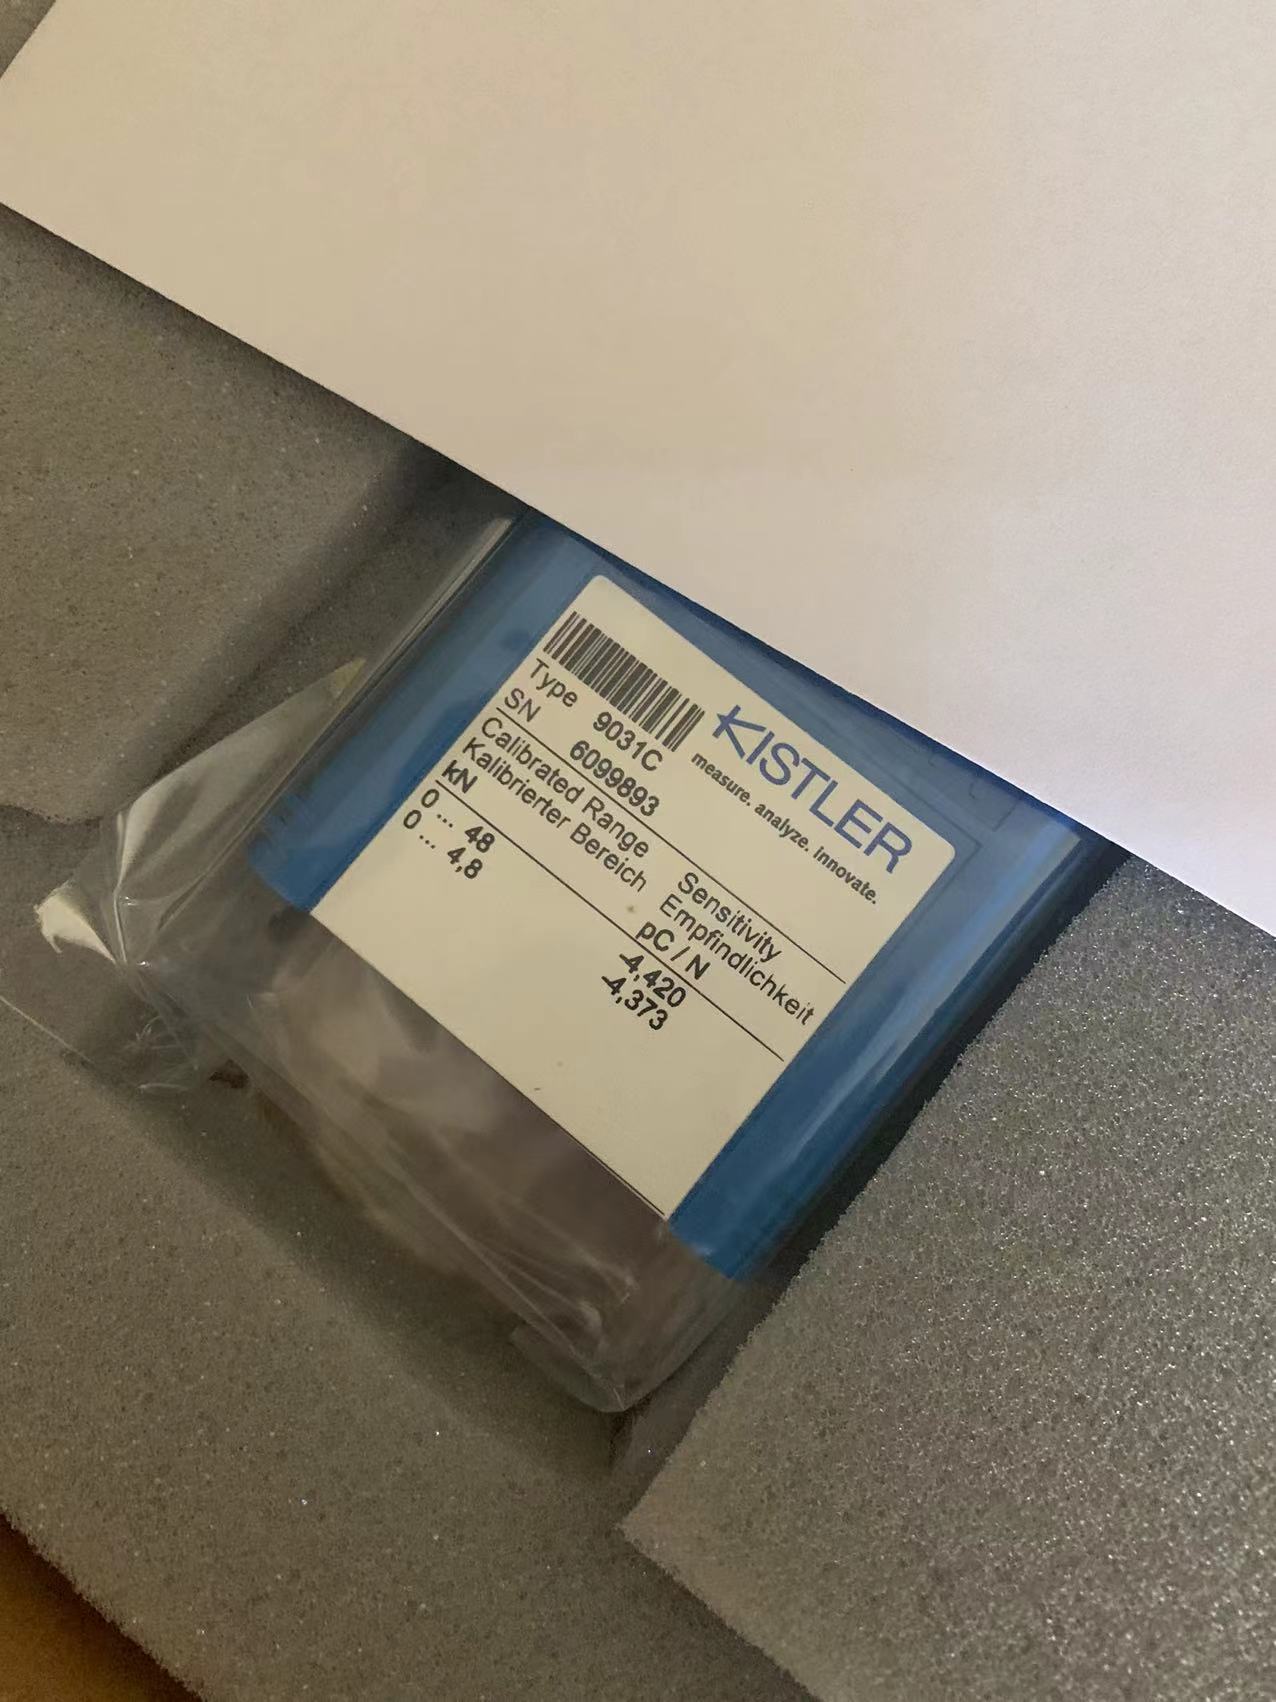 KISTLER
measure. analyze. innovate.
Type 9031C
SN 6099893
Calibrated Range Sensitivity
Kalibrierter Bereich Empfindlichkeit
kN pC / N
0 ... 48 -4,420
0 ... 4,8 -4,373